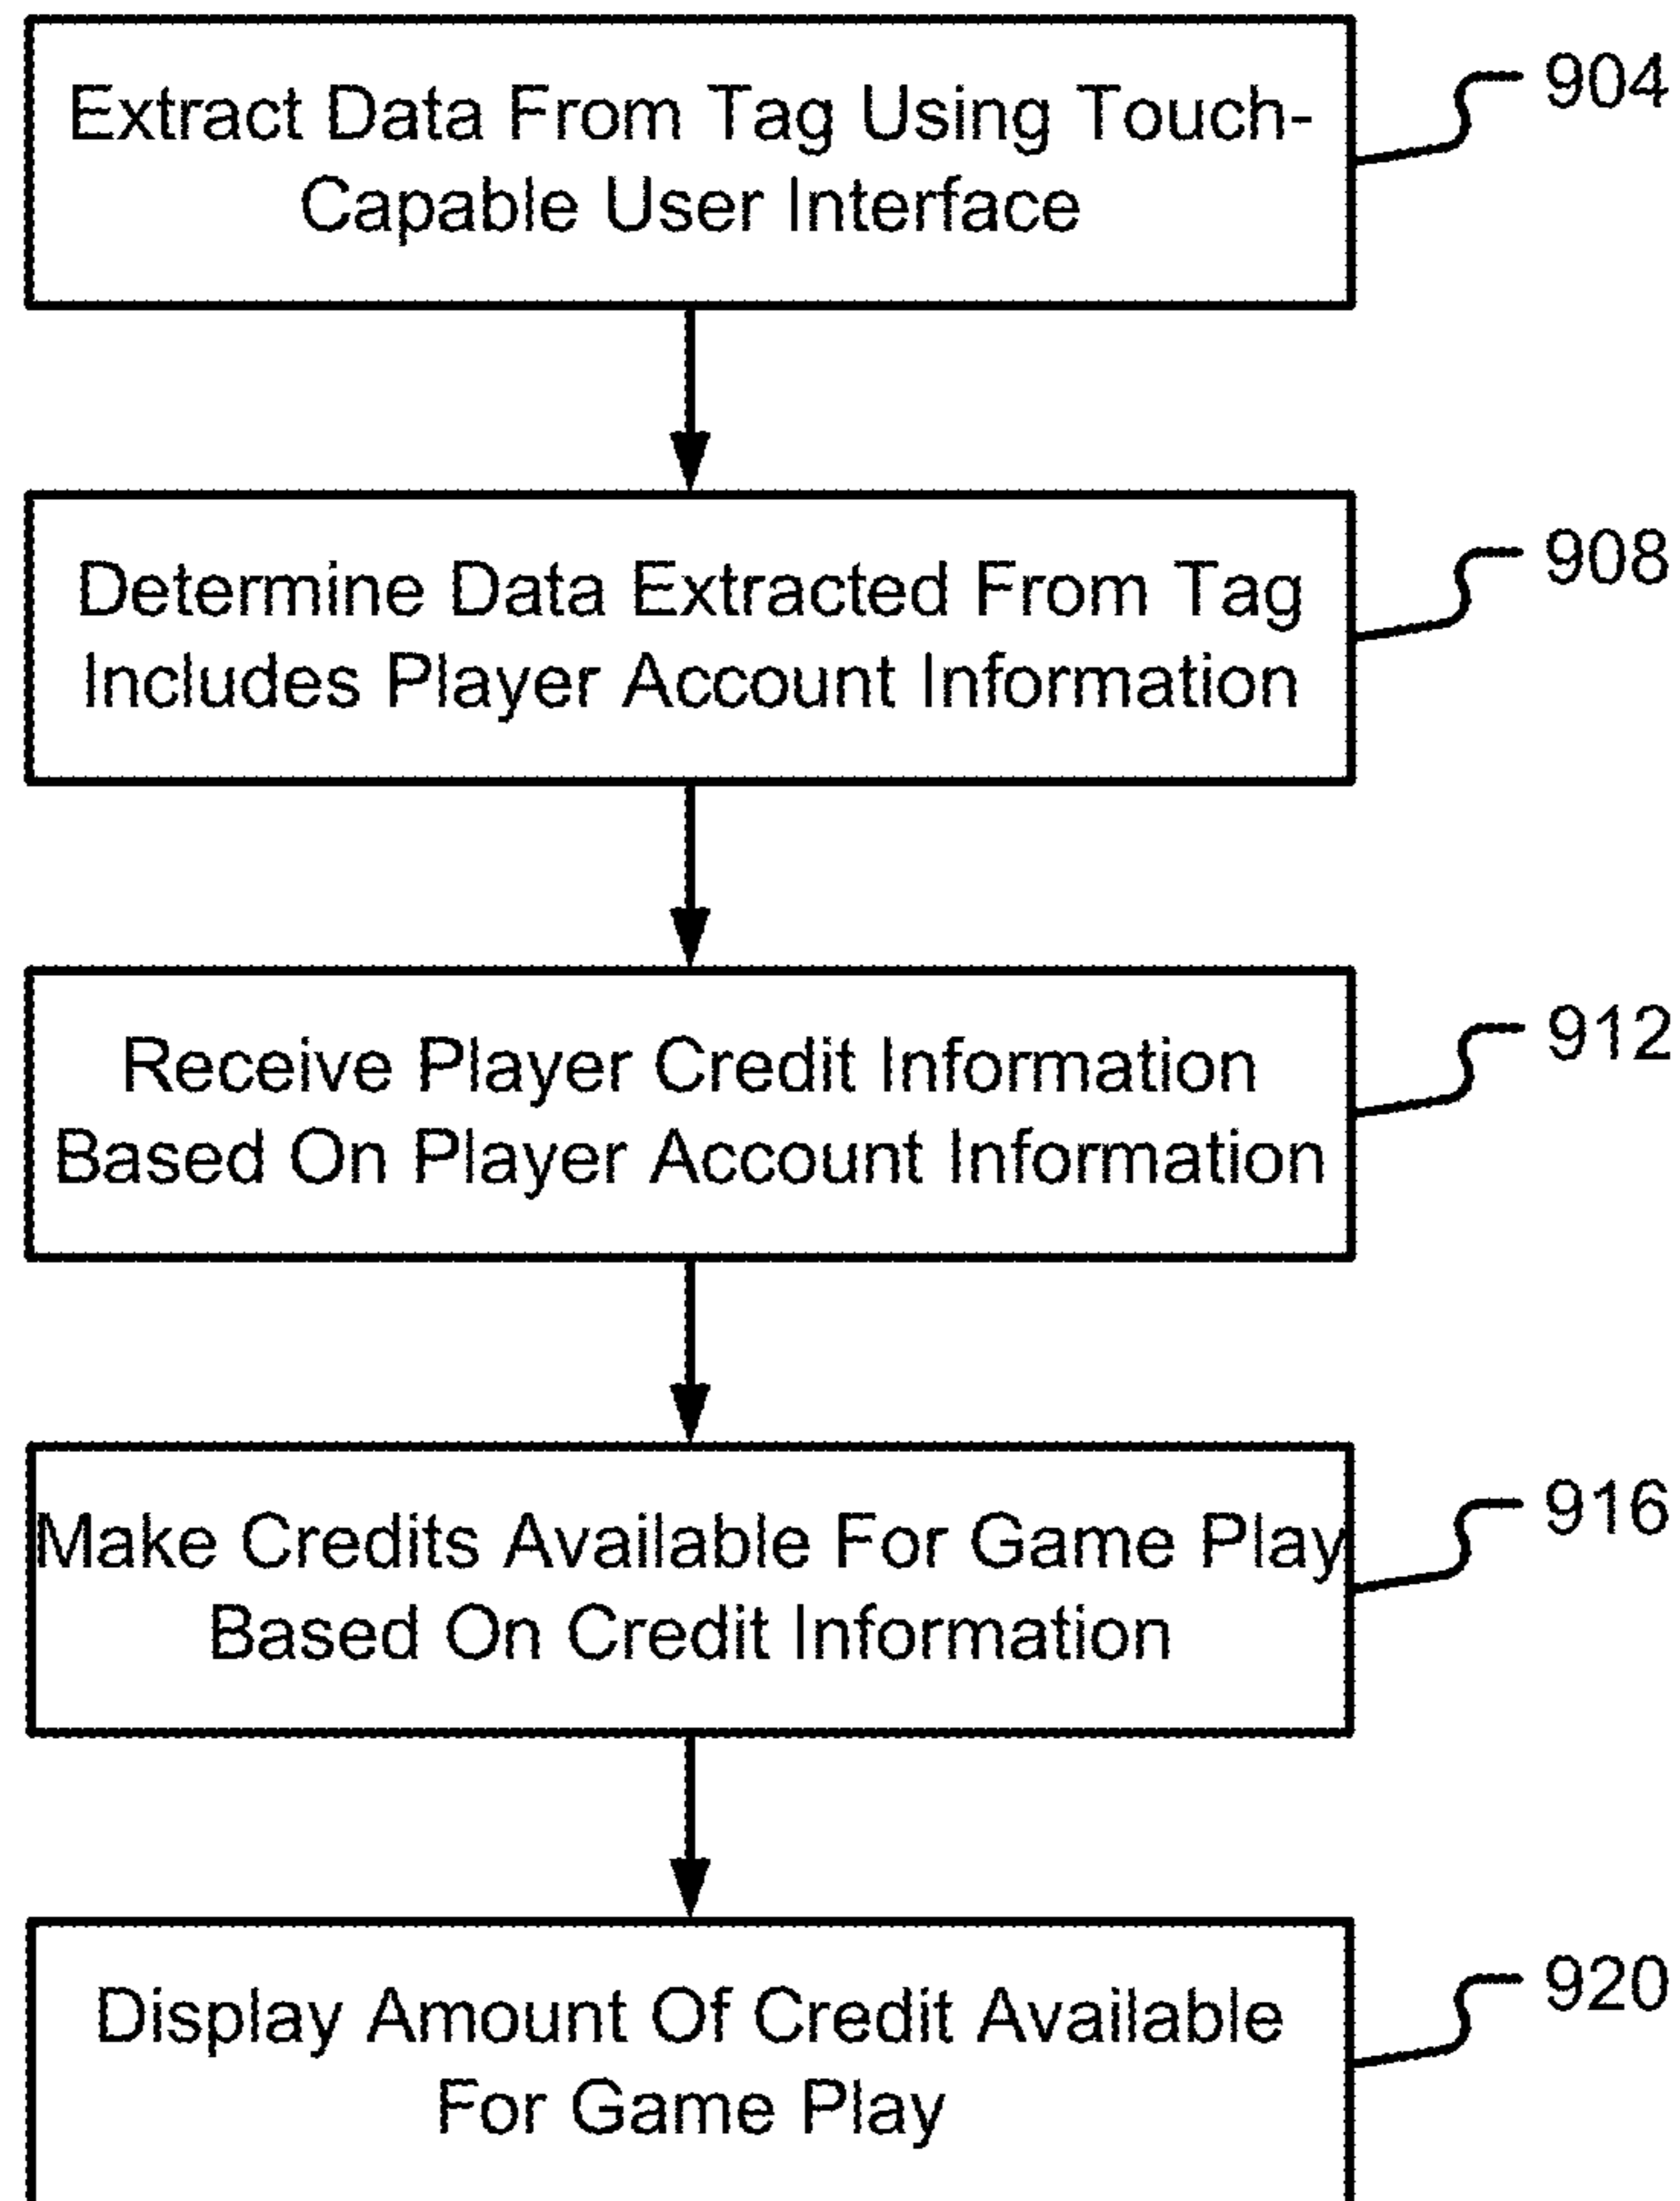 Extract Data From Tag Using Touch-
Capable User Interface
904
Determine Data Extracted From Tag
Includes Player Account Information
908
Receive Player Credit Information
Based On Player Account Information
912
Make Credits Available For Game Play
Based On Credit Information
916
Display Amount Of Credit Available
For Game Play
920